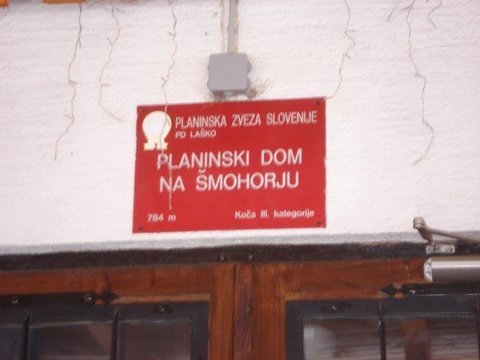 PLANINSKA ZVEZA SLOVENIJE
PD LAŠKO
PLANINSKI DOM
NA ŠMOHORJU
784 m Koča III. kategorije